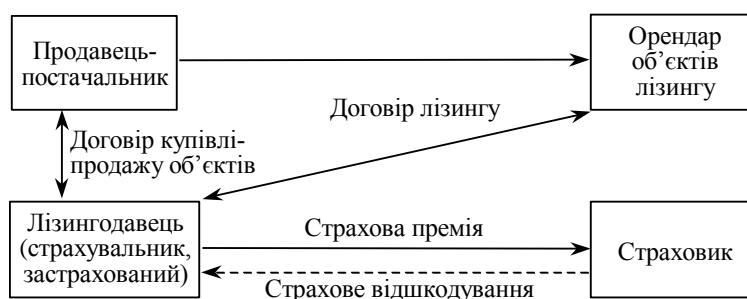 Продавець-
постачальник
Орендар
об’єктів
лізингу
Договір лізингу
Договір купівлі-
продажу об’єктів
Лізингодавець
(страхувальник,
застрахований)
Страхова премія
Страховик
Страхове відшкодування